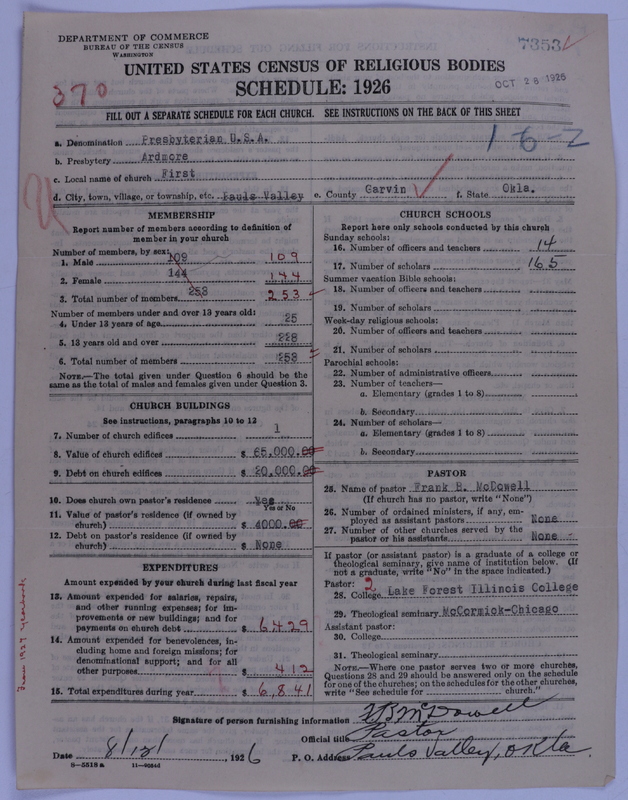 DEPARTMENT OF COMMERCE
BUREAU OF THE CENSUS
WASHINGTON
7353
UNITED STATES CENSUS OF RELIGIOUS BODIES
SCHEDULE: 1926
OCT 28 1926
370
FILL OUT A SEPARATE SCHEDULE FOR EACH CHURCH. SEE INSTRUCTIONS ON THE BACK OF THIS SHEET
a. Denomination Presbyterian U.S.A.
16-2
b. Presbytery Ardmore
c. Local name of church First
d. City, town, village, or township, etc. Pauls Valley e. County Garvin f. State Okla.
MEMBERSHIP
Report number of members according to definition of member in your church
Number of members, by sex:
1. Male 109 109
2. Female 144 144
3. Total number of members 253 253
Number of members under and over 13 years old:
4. Under 13 years of age 25
5. 13 years old and over 228
6. Total number of members 253
NOTE.—The total given under Question 6 should be the same as the total of males and females given under Question 3.
CHURCH BUILDINGS
See instructions, paragraphs 10 to 12
7. Number of church edifices 1
8. Value of church edifices $ 65,000.00
9. Debt on church edifices $ 20,000.00
10. Does church own pastor's residence Yes
Yes or No
11. Value of pastor's residence (if owned by church) $ 4000.00
12. Debt on pastor's residence (if owned by church) $ None
EXPENDITURES
Amount expended by your church during last fiscal year
13. Amount expended for salaries, repairs, and other running expenses; for improvements or new buildings; and for payments on church debt $ 6,429
14. Amount expended for benevolences, including home and foreign missions; for denominational support; and for all other purposes 412
15. Total expenditures during year $ 6,841
from 1927 yearbook
CHURCH SCHOOLS
Report here only schools conducted by this church
Sunday schools:
16. Number of officers and teachers 14
17. Number of scholars 165
Summer vacation Bible schools:
18. Number of officers and teachers
19. Number of scholars
Week-day religious schools:
20. Number of officers and teachers
21. Number of scholars
Parochial schools:
22. Number of administrative officers
23. Number of teachers—
a. Elementary (grades 1 to 8)
b. Secondary
24. Number of scholars—
a. Elementary (grades 1 to 8)
b. Secondary
PASTOR
25. Name of pastor Frank B. McDowell
(If church has no pastor, write "None")
26. Number of ordained ministers, if any, employed as assistant pastors None
27. Number of other churches served by the pastor or his assistants None
If pastor (or assistant pastor) is a graduate of a college or theological seminary, give name of institution below. (If not a graduate, write "No" in the space indicated.)
Pastor: 2
28. College Lake Forest Illinois College
29. Theological seminary McCormick-Chicago
Assistant pastor:
30. College
31. Theological seminary
NOTE.—Where one pastor serves two or more churches, Questions 28 and 29 should be answered only on the schedule for one of the churches; on the schedules for the other churches, write "See schedule for church."
Signature of person furnishing information F B McDowell
Official title Pastor
Date 8/12/, 1926 P. O. Address Pauls Valley, Okla.
8-5518a